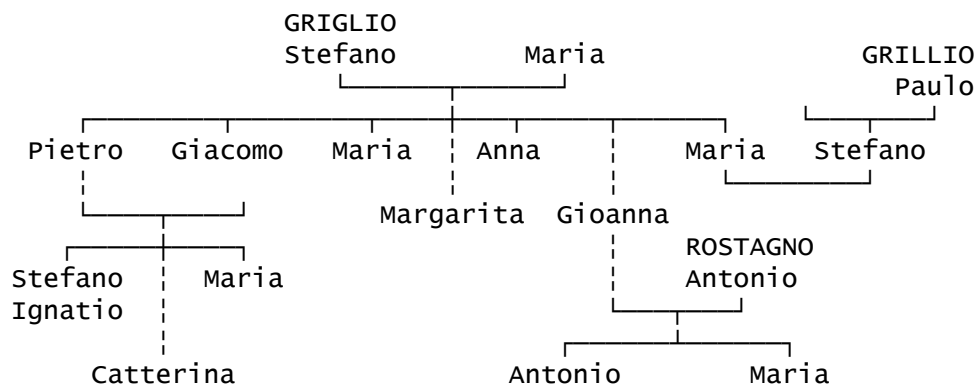 GRIGLIO
Stefano Maria GRILLIO
Paulo
Pietro Giacomo Maria Anna Maria Stefano
Margarita Gioanna
ROSTAGNO
Stefano Maria Antonio
Ignatio
Catterina Antonio Maria